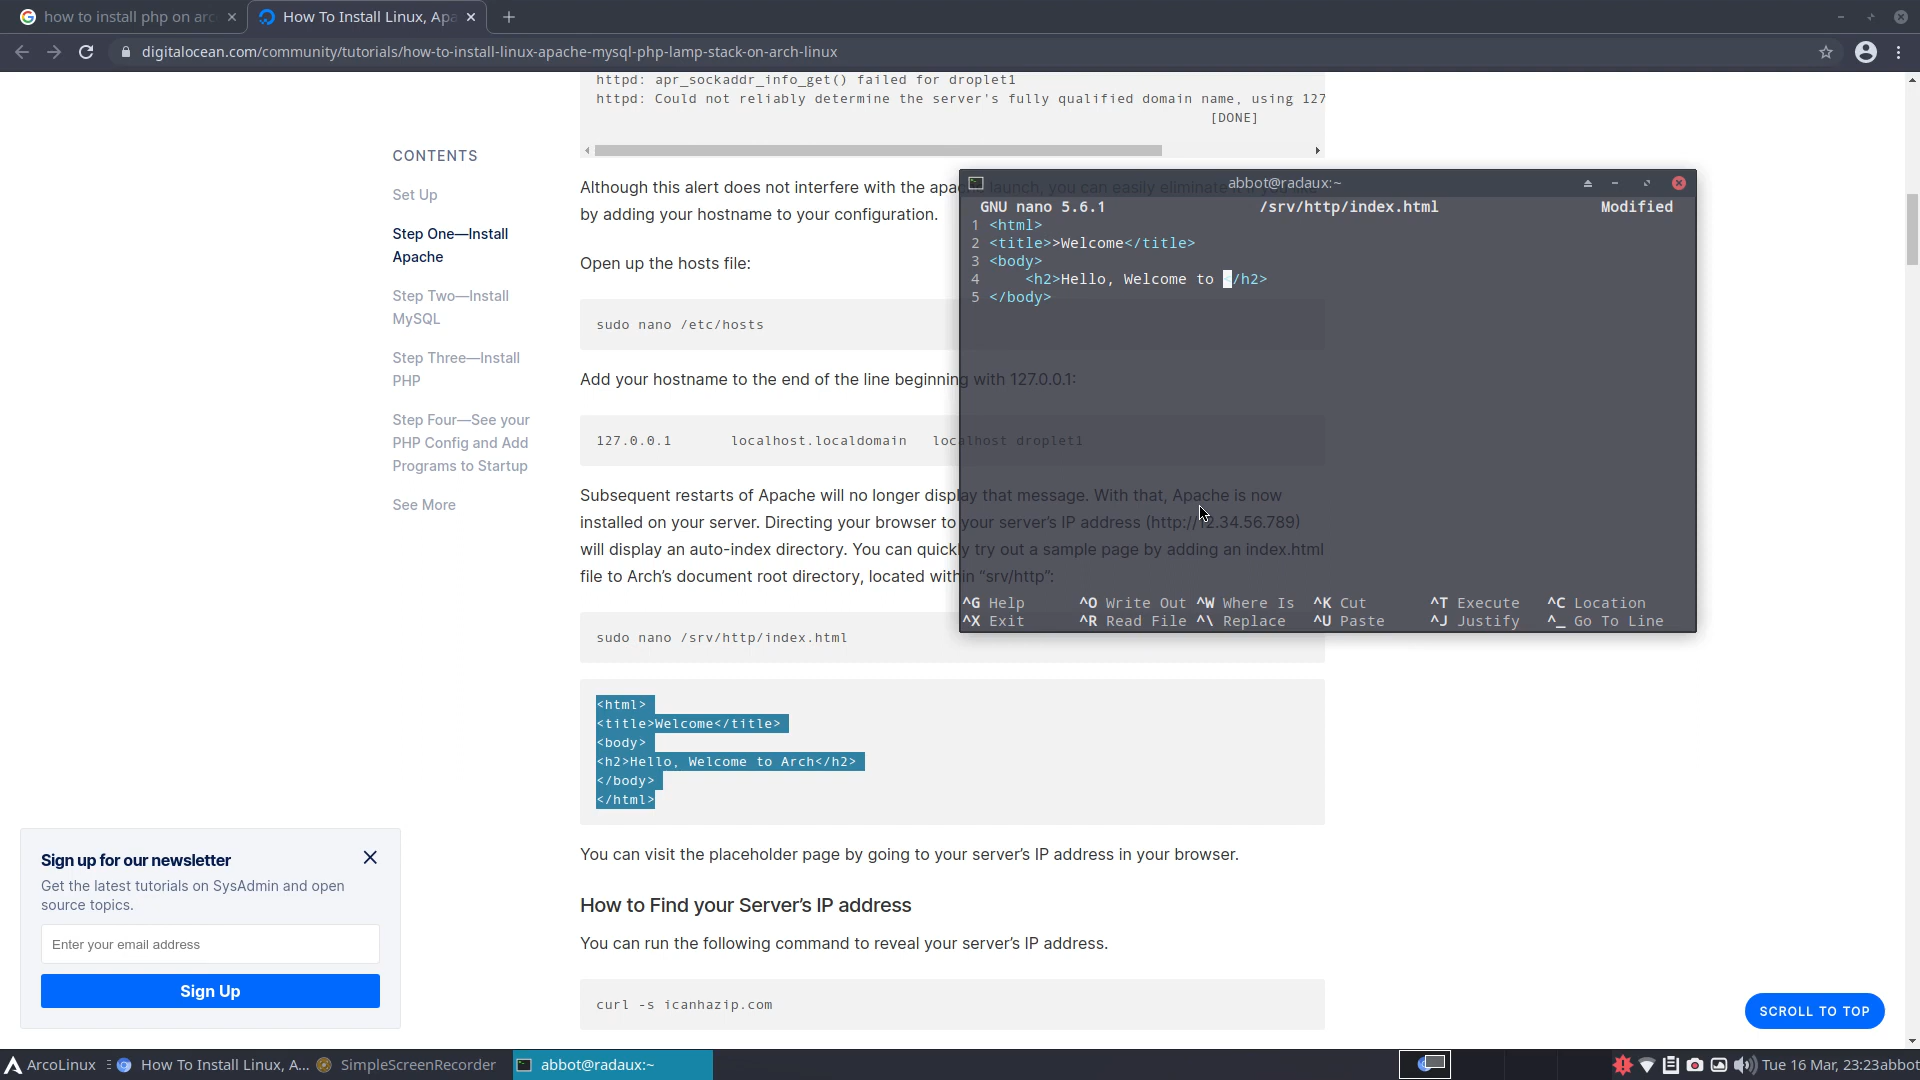 how to install php on arc
How To Install Linux, Apa
digitalocean.com/community/tutorials/how-to-install-linux-apache-mysql-php-lamp-stack-on-arch-linux
httpd: apr_sockaddr_info_get() failed for droplet1
httpd: Could not reliably determine the server's fully qualified domain name, using 127
[DONE]
CONTENTS
Set Up
Step One—Install
Apache
Step Two—Install
MySQL
Step Three—Install
PHP
Step Four—See your
PHP Config and Add
Programs to Startup
See More
Although this alert does not interfere with the apache launch, you can easily eliminate
by adding your hostname to your configuration.
Open up the hosts file:
sudo nano /etc/hosts
Add your hostname to the end of the line beginning with 127.0.0.1:
127.0.0.1 localhost.localdomain localhost droplet1
Subsequent restarts of Apache will no longer display that message. With that, Apache is now
installed on your server. Directing your browser to your server's IP address (http://12.34.56.789)
will display an auto-index directory. You can quickly try out a sample page by adding an index.html
file to Arch's document root directory, located within "srv/http":
sudo nano /srv/http/index.html
<html>
<title>Welcome</title>
<body>
<h2>Hello, Welcome to Arch</h2>
</body>
</html>
You can visit the placeholder page by going to your server's IP address in your browser.
How to Find your Server's IP address
You can run the following command to reveal your server's IP address.
curl -s icanhazip.com
abbot@radaux:~
GNU nano 5.6.1 /srv/http/index.html Modified
1 <html>
2 <title>>Welcome</title>
3 <body>
4 <h2>Hello, Welcome to </h2>
5 </body>
^G Help ^O Write Out ^W Where Is ^K Cut ^T Execute ^C Location
^X Exit ^R Read File ^\ Replace ^U Paste ^J Justify ^_ Go To Line
Sign up for our newsletter
Get the latest tutorials on SysAdmin and open
source topics.
Enter your email address
Sign Up
SCROLL TO TOP
ArcoLinux
How To Install Linux, A...
SimpleScreenRecorder
abbot@radaux:~
Tue 16 Mar, 23:23abbot